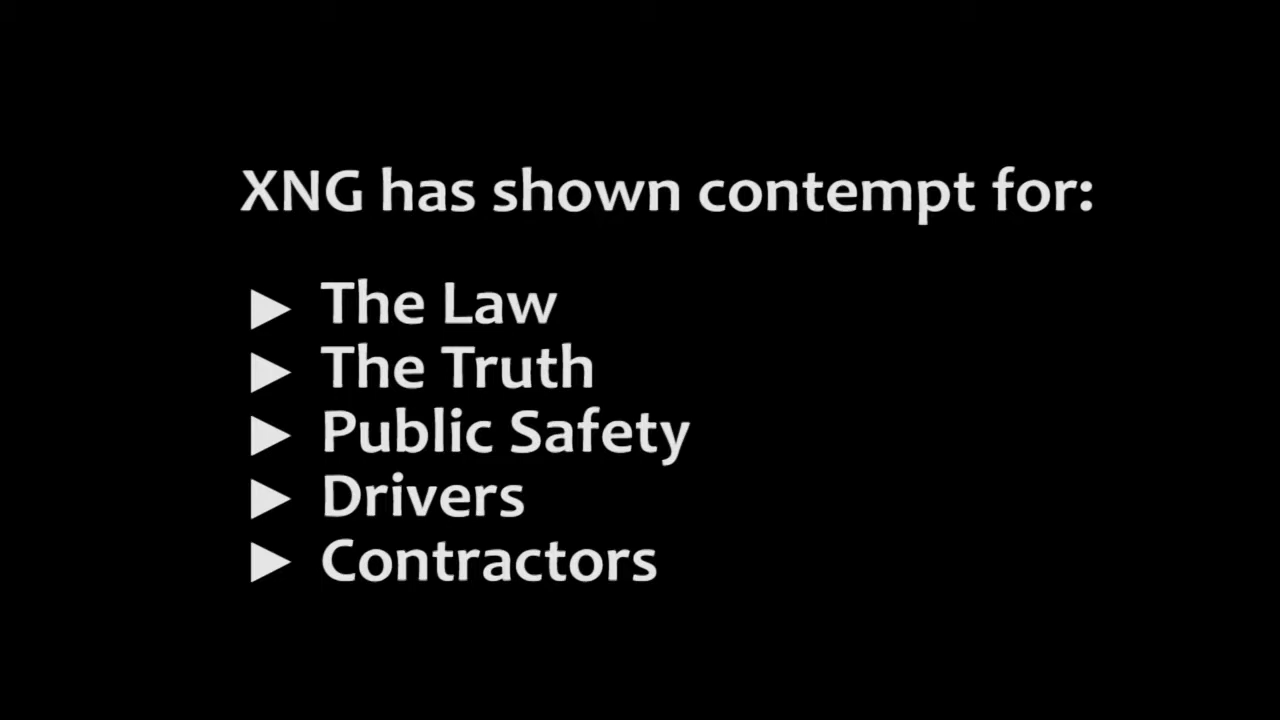 XNG has shown contempt for:
► The Law
► The Truth
► Public Safety
► Drivers
► Contractors